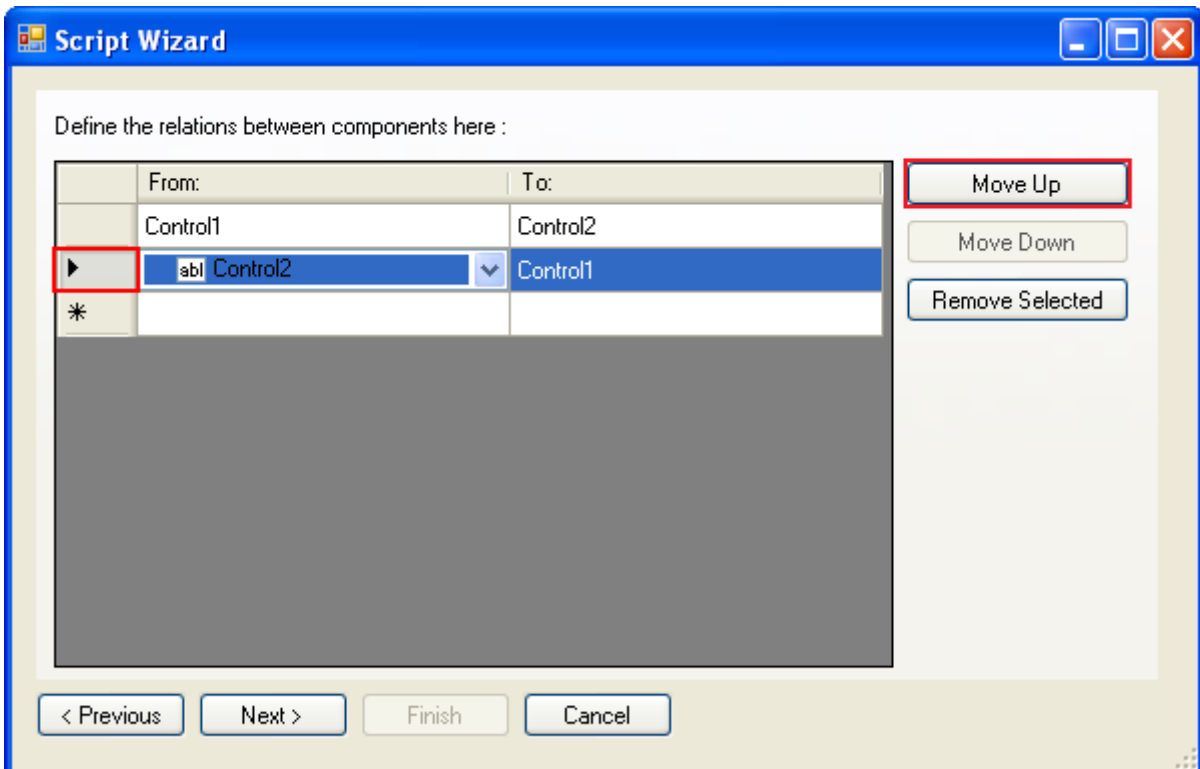 Script Wizard
Define the relations between components here :
From: To:
Control1 Control2
abl Control2 Control1
Move Up
Move Down
Remove Selected
< Previous Next > Finish Cancel